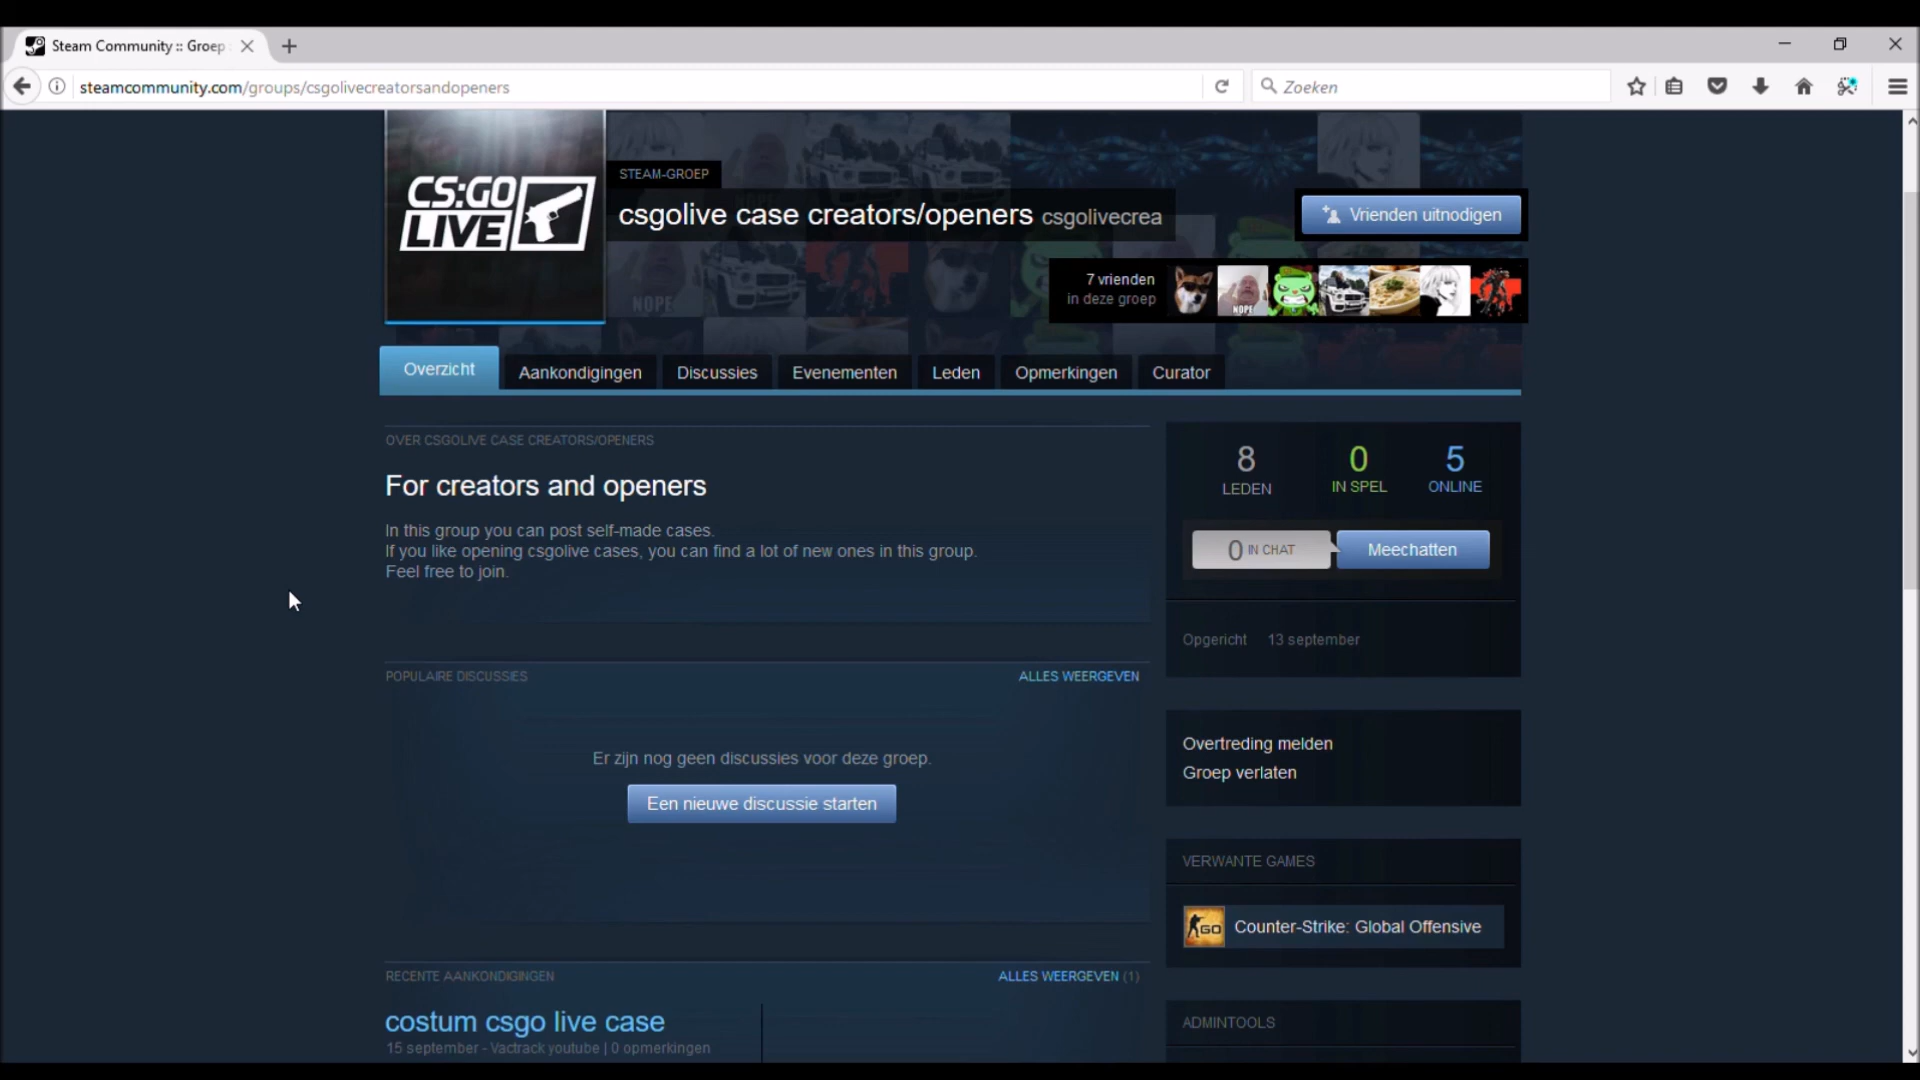 Steam Community :: Groep
steamcommunity.com/groups/csgolivecreatorsandopeners
Zoeken
CS:GO
LIVE
STEAM-GROEP
csgolive case creators/openers csgolivecrea
Vrienden uitnodigen
7 vrienden
in deze groep
NOPE
NOPE
Overzicht
Aankondigingen
Discussies
Evenementen
Leden
Opmerkingen
Curator
OVER CSGOLIVE CASE CREATORS/OPENERS
For creators and openers
In this group you can post self-made cases.
If you like opening csgolive cases, you can find a lot of new ones in this group.
Feel free to join.
8
LEDEN
0
IN SPEL
5
ONLINE
0 IN CHAT
Meechatten
Opgericht 13 september
POPULAIRE DISCUSSIES
ALLES WEERGEVEN
Er zijn nog geen discussies voor deze groep.
Een nieuwe discussie starten
Overtreding melden
Groep verlaten
VERWANTE GAMES
GO
Counter-Strike: Global Offensive
RECENTE AANKONDIGINGEN
ALLES WEERGEVEN (1)
costum csgo live case
15 september - Vactrack youtube | 0 opmerkingen
ADMINTOOLS